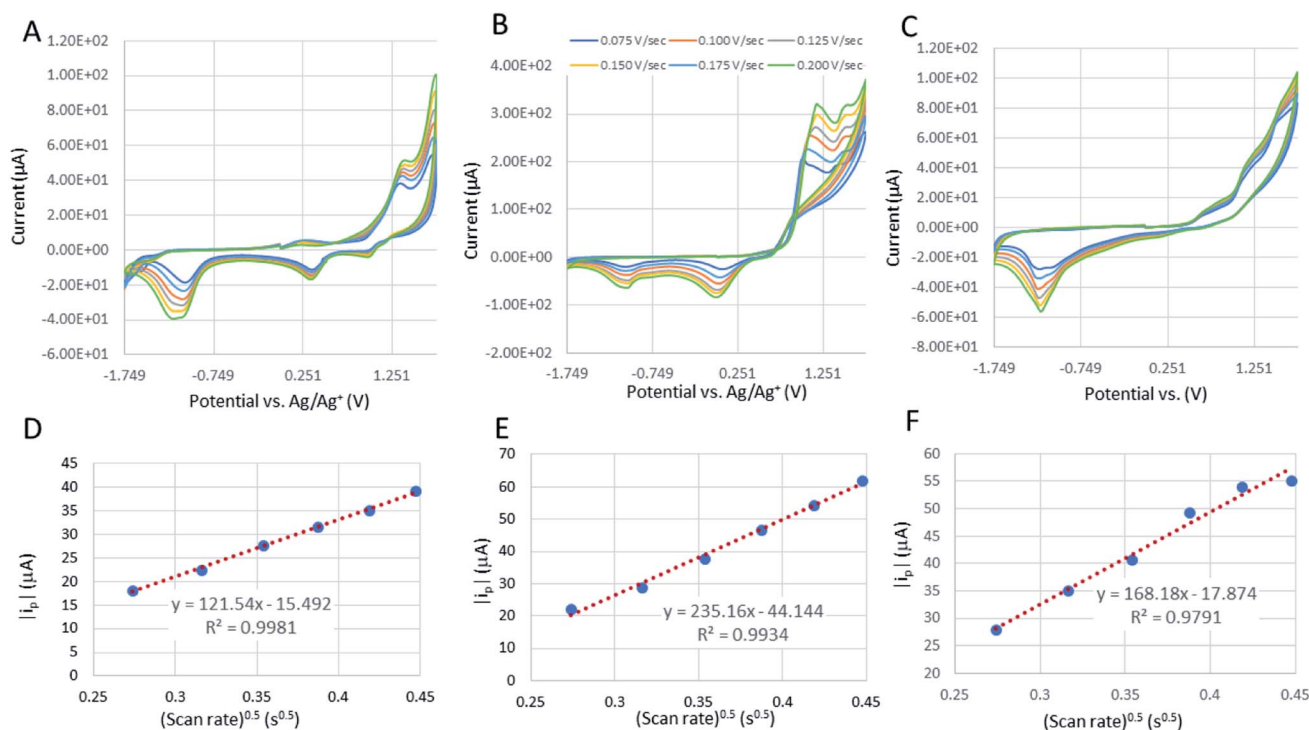 A
1.20E+02
1.00E+02
8.00E+01
6.00E+01
4.00E+01
2.00E+01
0.00E+00
-2.00E+01
-4.00E+01
-6.00E+01
Current (µA)
-1.749 -0.749 0.251 1.251
Potential vs. Ag/Ag⁺ (V)
B
0.075 V/sec 0.100 V/sec 0.125 V/sec
0.150 V/sec 0.175 V/sec 0.200 V/sec
4.00E+02
3.00E+02
2.00E+02
1.00E+02
0.00E+00
-1.00E+02
-2.00E+02
Current (µA)
-1.749 -0.749 0.251 1.251
Potential vs. Ag/Ag⁺ (V)
C
1.20E+02
1.00E+02
8.00E+01
6.00E+01
4.00E+01
2.00E+01
0.00E+00
-2.00E+01
-4.00E+01
-6.00E+01
-8.00E+01
Current (µA)
-1.749 -0.749 0.251 1.251
Potential vs. (V)
D
45
40
35
30
25
20
15
10
5
0
|iₚ| (µA)
y = 121.54x - 15.492
R² = 0.9981
0.25 0.3 0.35 0.4 0.45
(Scan rate)⁰·⁵ (s⁰·⁵)
E
70
60
50
40
30
20
10
0
|iₚ| (µA)
y = 235.16x - 44.144
R² = 0.9934
0.25 0.3 0.35 0.4 0.45
(Scan rate)⁰·⁵ (s⁰·⁵)
F
60
55
50
45
40
35
30
25
20
|iₚ| (µA)
y = 168.18x - 17.874
R² = 0.9791
0.25 0.3 0.35 0.4 0.45
(Scan rate)⁰·⁵ (s⁰·⁵)